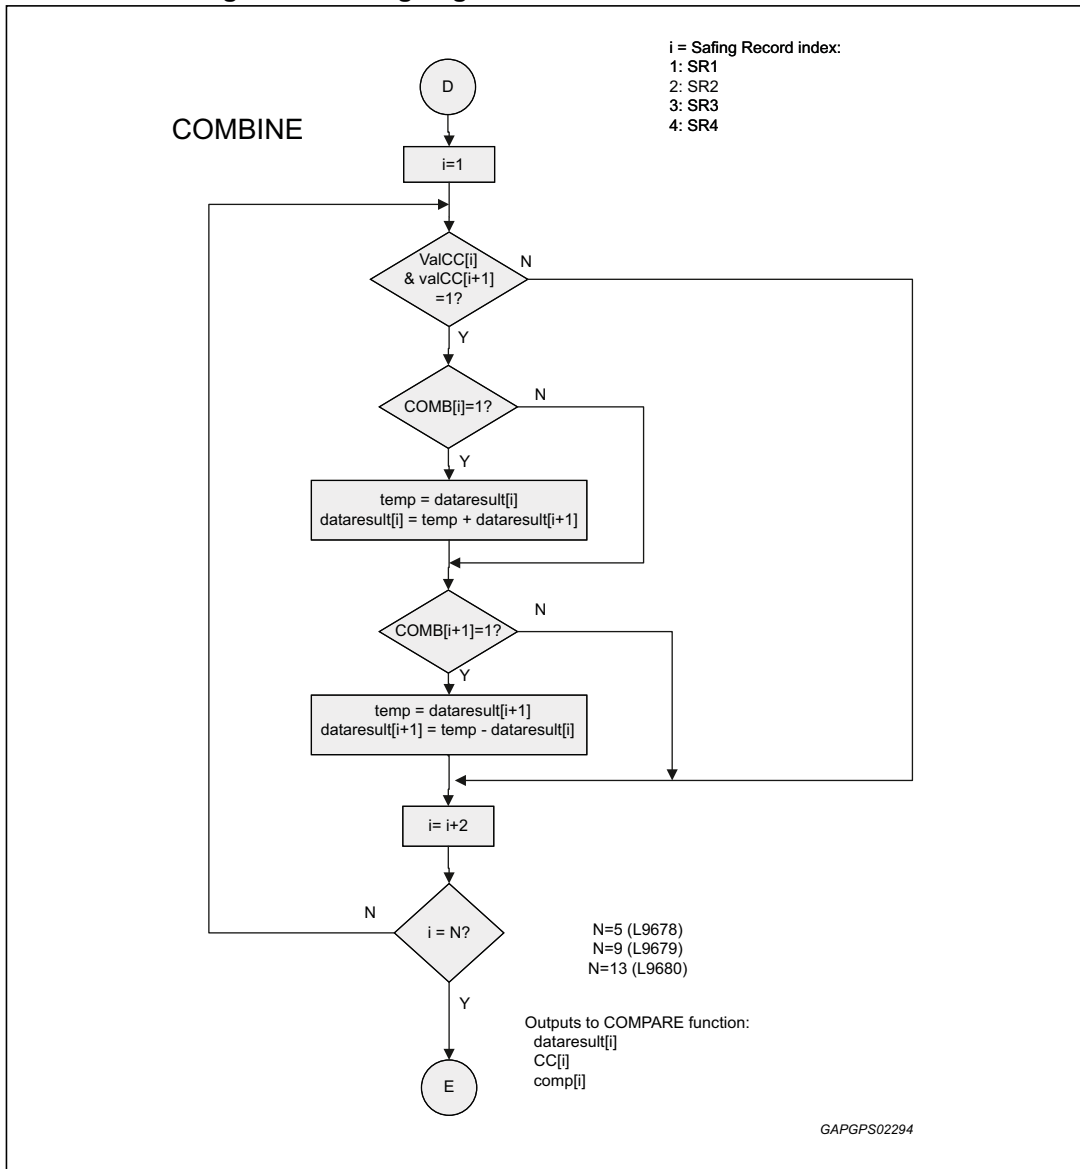 i = Safing Record index:
1: SR1
2: SR2
3: SR3
4: SR4
D
COMBINE
i=1
ValCC[i]
& valCC[i+1]
=1?
N
Y
COMB[i]=1?
N
Y
temp = dataresult[i]
dataresult[i] = temp + dataresult[i+1]
COMB[i+1]=1?
N
Y
temp = dataresult[i+1]
dataresult[i+1] = temp - dataresult[i]
i= i+2
N
i = N?
Y
N=5 (L9678)
N=9 (L9679)
N=13 (L9680)
Outputs to COMPARE function:
dataresult[i]
CC[i]
comp[i]
E
GAPGPS02294